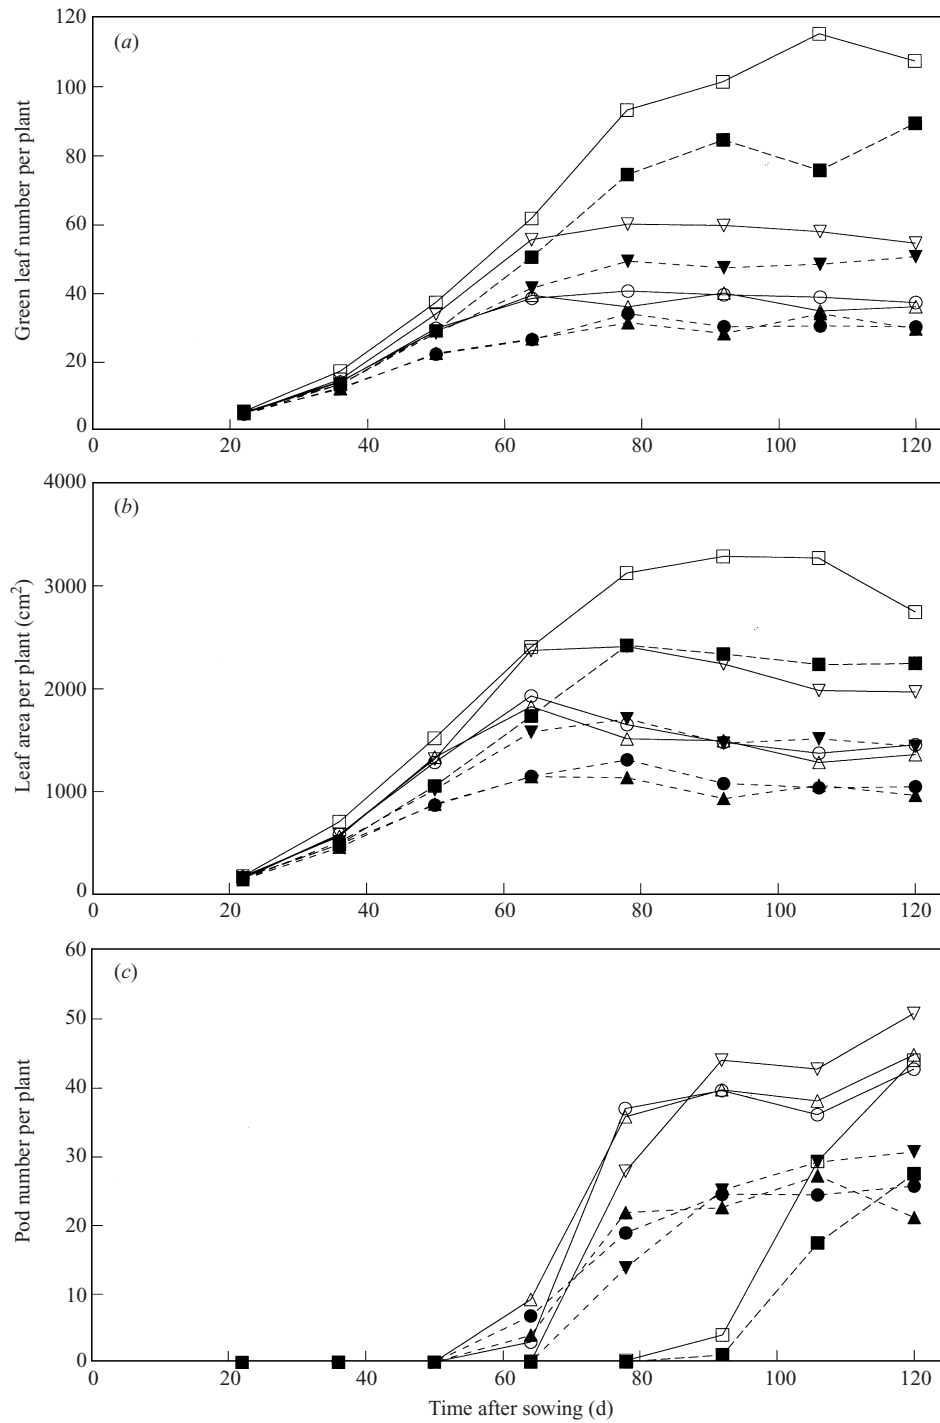 120
(a)
100
80
60
40
20
0
Green leaf number per plant
0 20 40 60 80 100 120
4000
(b)
3000
2000
1000
0
Leaf area per plant (cm²)
0 20 40 60 80 100 120
60
(c)
50
40
30
20
10
0
Pod number per plant
0 20 40 60 80 100 120
Time after sowing (d)